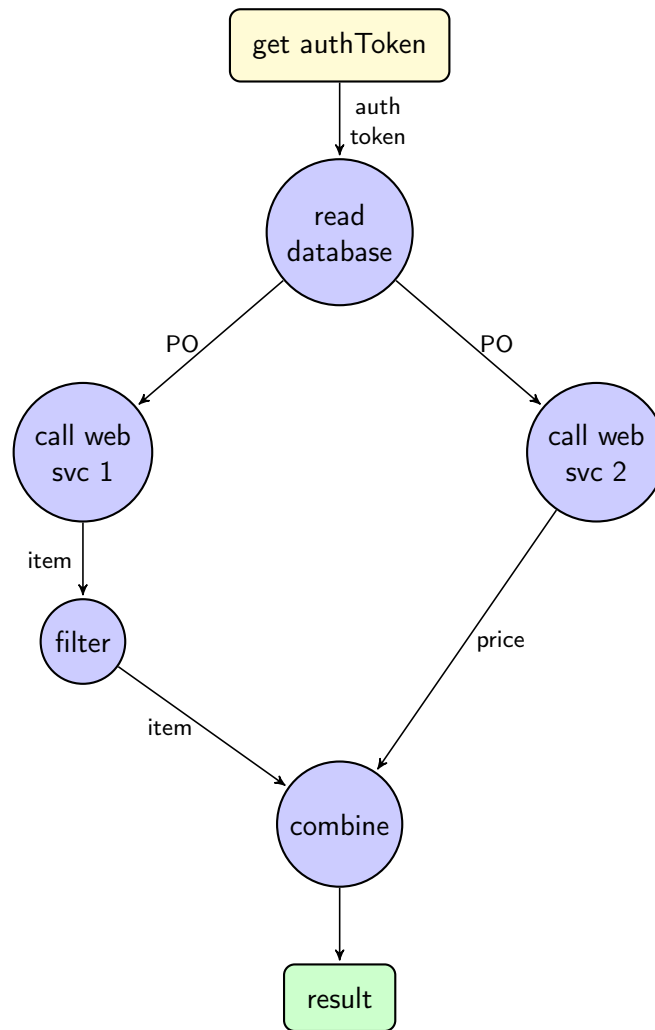 get authToken
auth
token
read
database
PO
PO
call web
svc 1
call web
svc 2
item
filter
price
item
combine
result